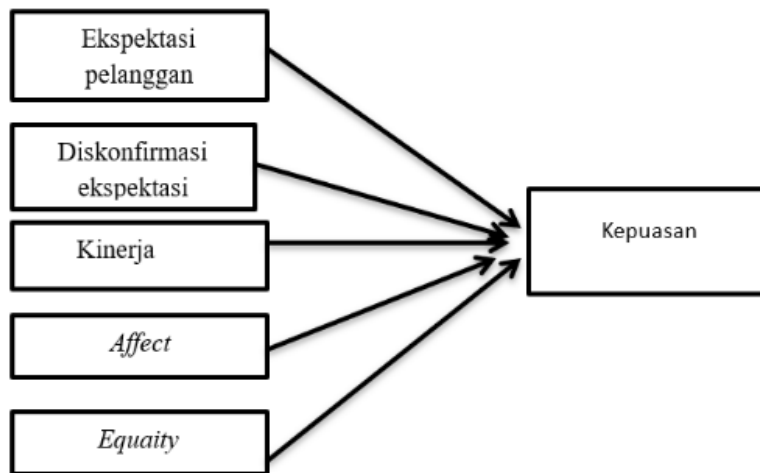 Ekspektasi
pelanggan
Diskonfirmasi
ekspektasi
Kinerja
Affect
Equaity
Kepuasan